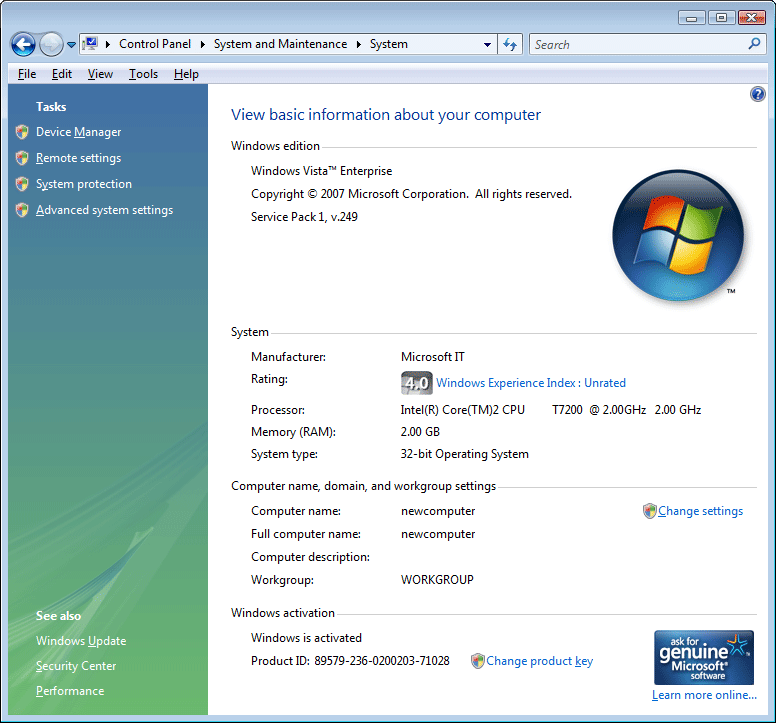 Control Panel System and Maintenance System Search
File Edit View Tools Help
Tasks
Device Manager
Remote settings
System protection
Advanced system settings
See also
Windows Update
Security Center
Performance
View basic information about your computer
Windows edition
Windows Vista™ Enterprise
Copyright © 2007 Microsoft Corporation. All rights reserved.
Service Pack 1, v.249
™
System
Manufacturer: Microsoft IT
Rating: 4.0 Windows Experience Index : Unrated
Processor: Intel(R) Core(TM)2 CPU T7200 @ 2.00GHz 2.00 GHz
Memory (RAM): 2.00 GB
System type: 32-bit Operating System
Computer name, domain, and workgroup settings
Computer name: newcomputer Change settings
Full computer name: newcomputer
Computer description:
Workgroup: WORKGROUP
Windows activation
Windows is activated
Product ID: 89579-236-0200203-71028 Change product key
ask for
genuine
Microsoft®
software
Learn more online...